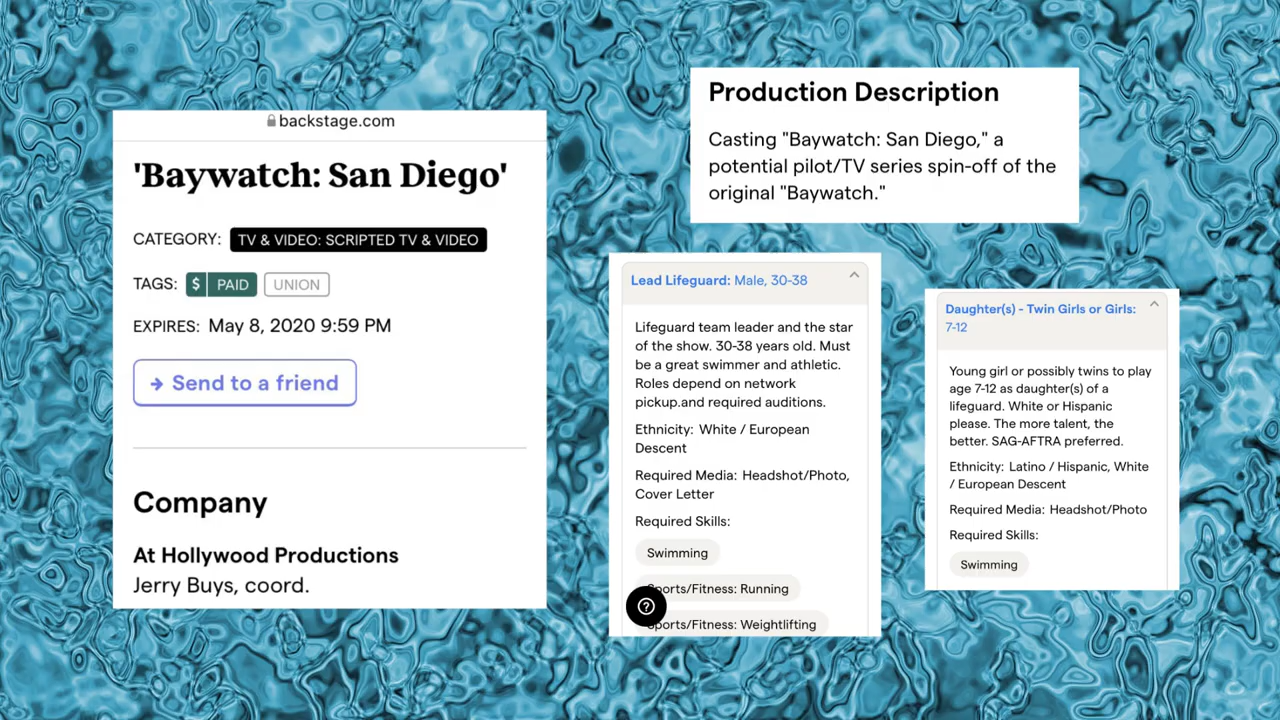 backstage.com
'Baywatch: San Diego'
CATEGORY: TV & VIDEO: SCRIPTED TV & VIDEO
TAGS: $ PAID UNION
EXPIRES: May 8, 2020 9:59 PM
→ Send to a friend
Company
At Hollywood Productions
Jerry Buys, coord.
Production Description
Casting "Baywatch: San Diego," a
potential pilot/TV series spin-off of the
original "Baywatch."
Lead Lifeguard: Male, 30-38
Lifeguard team leader and the star
of the show. 30-38 years old. Must
be a great swimmer and athletic.
Roles depend on network
pickup.and required auditions.
Ethnicity: White / European
Descent
Required Media: Headshot/Photo,
Cover Letter
Required Skills:
Swimming
Sports/Fitness: Running
Sports/Fitness: Weightlifting
Daughter(s) - Twin Girls or Girls:
7-12
Young girl or possibly twins to play
age 7-12 as daughter(s) of a
lifeguard. White or Hispanic
please. The more talent, the
better. SAG-AFTRA preferred.
Ethnicity: Latino / Hispanic, White
/ European Descent
Required Media: Headshot/Photo
Required Skills:
Swimming